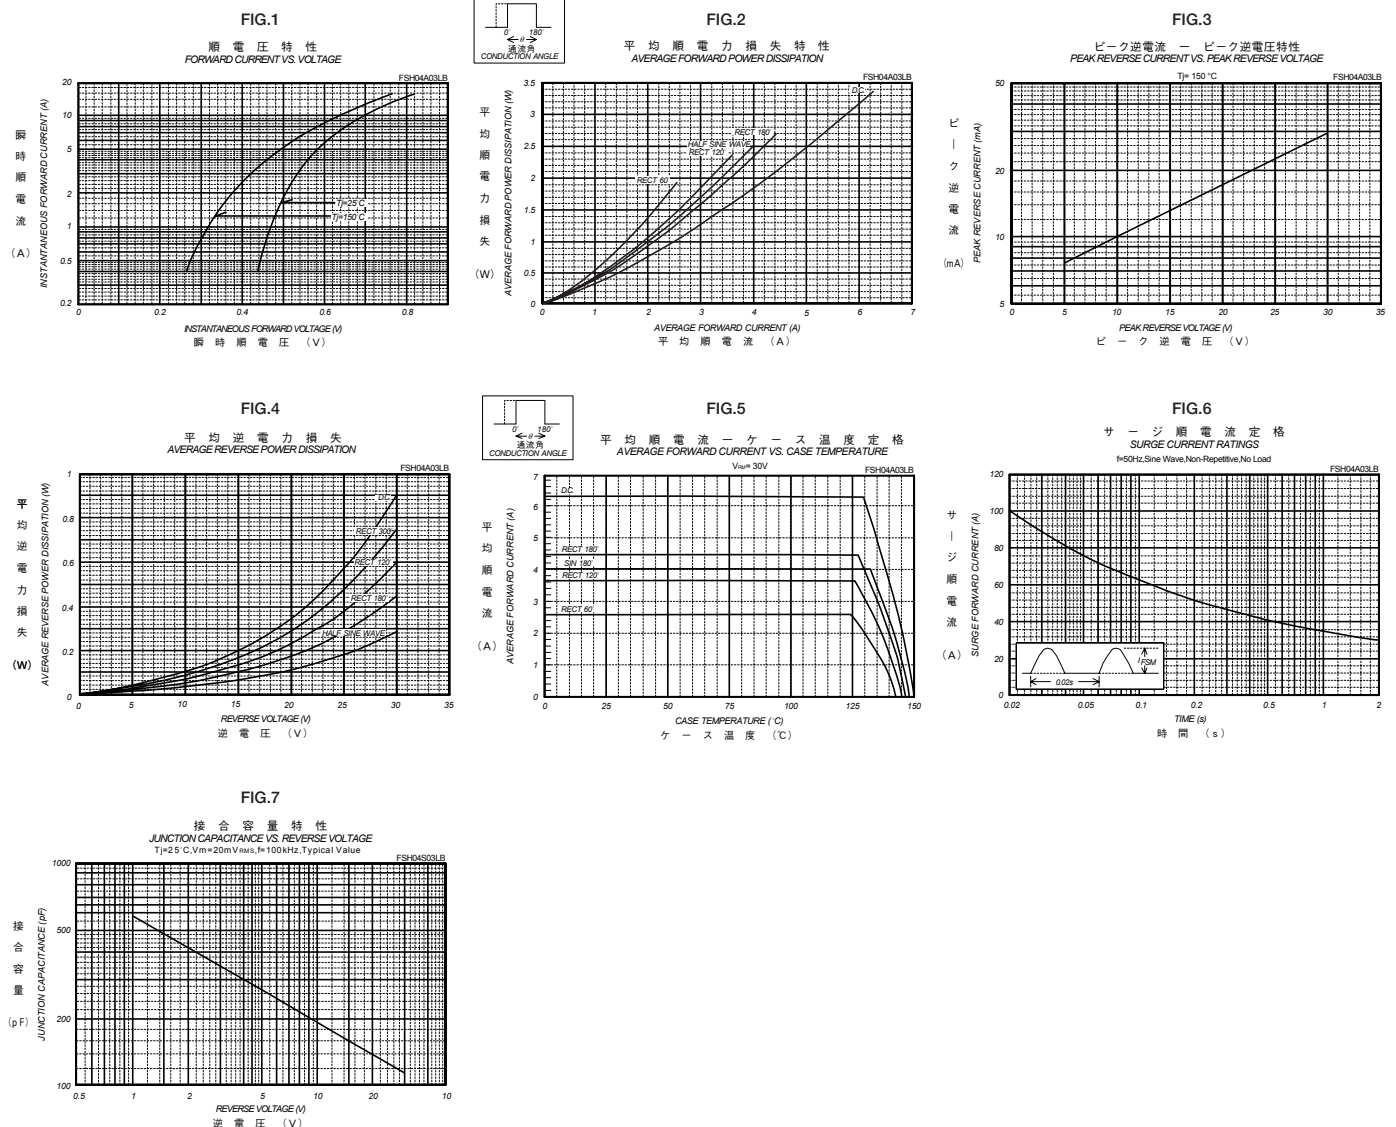 FIG.1
順電圧特性
FORWARD CURRENT VS. VOLTAGE
FSH04A03LB
20
10
5
2
1
0.5
0.2
0
0.2
0.4
0.6
0.8
瞬時順電流
(A)
INSTANTANEOUS FORWARD CURRENT (A)
Tj=25°C
Tj=150°C
INSTANTANEOUS FORWARD VOLTAGE (V)
瞬時順電圧 (V)
0° 180°
θ
通流角
CONDUCTION ANGLE
FIG.2
平均順電力損失特性
AVERAGE FORWARD POWER DISSIPATION
FSH04A03LB
3.5
3
2.5
2
1.5
1
0.5
0
0 1 2 3 4 5 6 7
平均順電力損失
(W)
AVERAGE FORWARD POWER DISSIPATION (W)
D.C.
RECT 180°
HALF SINE WAVE
RECT 120°
RECT 60°
AVERAGE FORWARD CURRENT (A)
平均順電流 (A)
FIG.3
ピーク逆電流 ー ピーク逆電圧特性
PEAK REVERSE CURRENT VS. PEAK REVERSE VOLTAGE
Tj= 150 °C
FSH04A03LB
50
20
10
5
0 5 10 15 20 25 30 35
ピーク逆電流
(mA)
PEAK REVERSE CURRENT (mA)
PEAK REVERSE VOLTAGE (V)
ピーク逆電圧 (V)
FIG.4
平均逆電力損失
AVERAGE REVERSE POWER DISSIPATION
FSH04A03LB
1
0.8
0.6
0.4
0.2
0
0 5 10 15 20 25 30 35
平均逆電力損失
(W)
AVERAGE REVERSE POWER DISSIPATION (W)
D.C.
RECT 300°
RECT 120°
RECT 180°
HALF SINE WAVE
REVERSE VOLTAGE (V)
逆電圧 (V)
0° 180°
θ
通流角
CONDUCTION ANGLE
FIG.5
平均順電流ーケース温度定格
AVERAGE FORWARD CURRENT VS. CASE TEMPERATURE
VRM= 30V
FSH04A03LB
7
6
5
4
3
2
1
0
0 25 50 75 100 125 150
平均順電流
(A)
AVERAGE FORWARD CURRENT (A)
D.C.
RECT 180°
SIN 180°
RECT 120°
RECT 60°
CASE TEMPERATURE (°C)
ケース温度 (℃)
FIG.6
サージ順電流定格
SURGE CURRENT RATINGS
f=50Hz,Sine Wave,Non-Repetitive,No Load
FSH04A03LB
120
100
80
60
40
20
0
0.02 0.05 0.1 0.2 0.5 1 2
サージ順電流
(A)
SURGE FORWARD CURRENT (A)
0.02s
IFSM
TIME (s)
時間 (s)
FIG.7
接合容量特性
JUNCTION CAPACITANCE VS. REVERSE VOLTAGE
Tj=25°C,Vm=20mVRMS,f=100kHz,Typical Value
FSH04S03LB
1000
500
200
100
0.5 1 2 5 10 20 10
接合容量
(pF)
JUNCTION CAPACITANCE (pF)
REVERSE VOLTAGE (V)
逆電圧 (V)